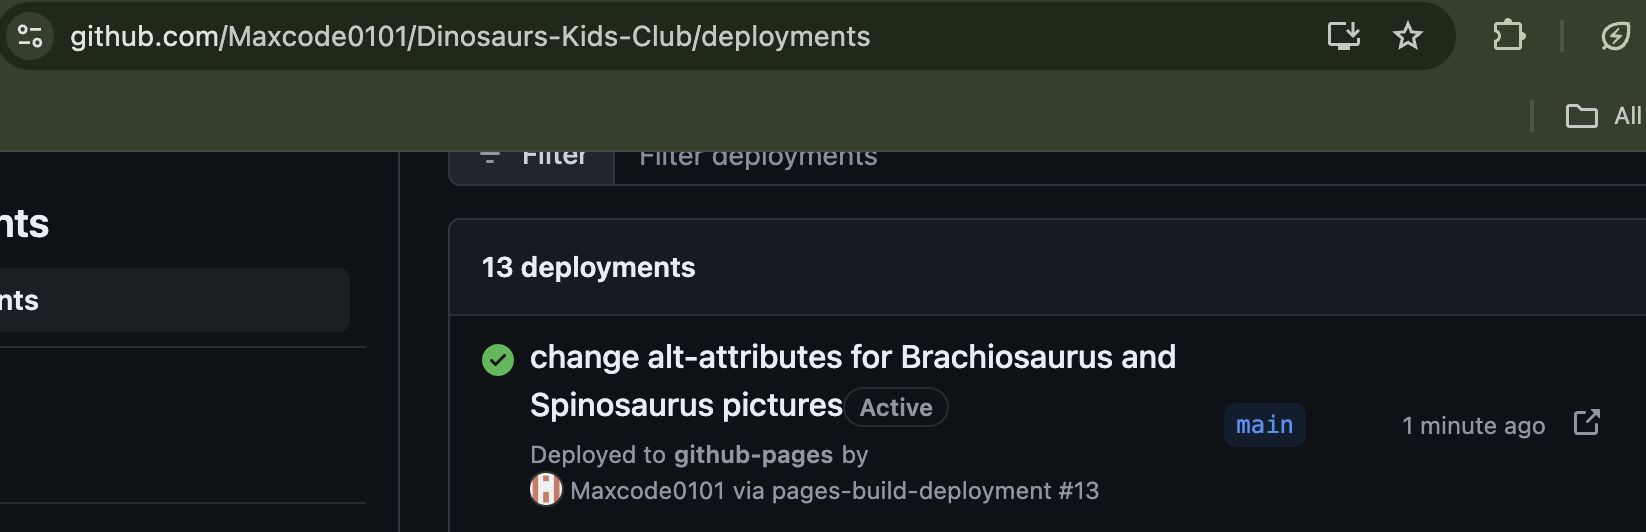 github.com/Maxcode0101/Dinosaurs-Kids-Club/deployments
All
Filter
Filter deployments
nts
nts
13 deployments
change alt-attributes for Brachiosaurus and
Spinosaurus pictures Active
main
1 minute ago
Deployed to github-pages by
Maxcode0101 via pages-build-deployment #13